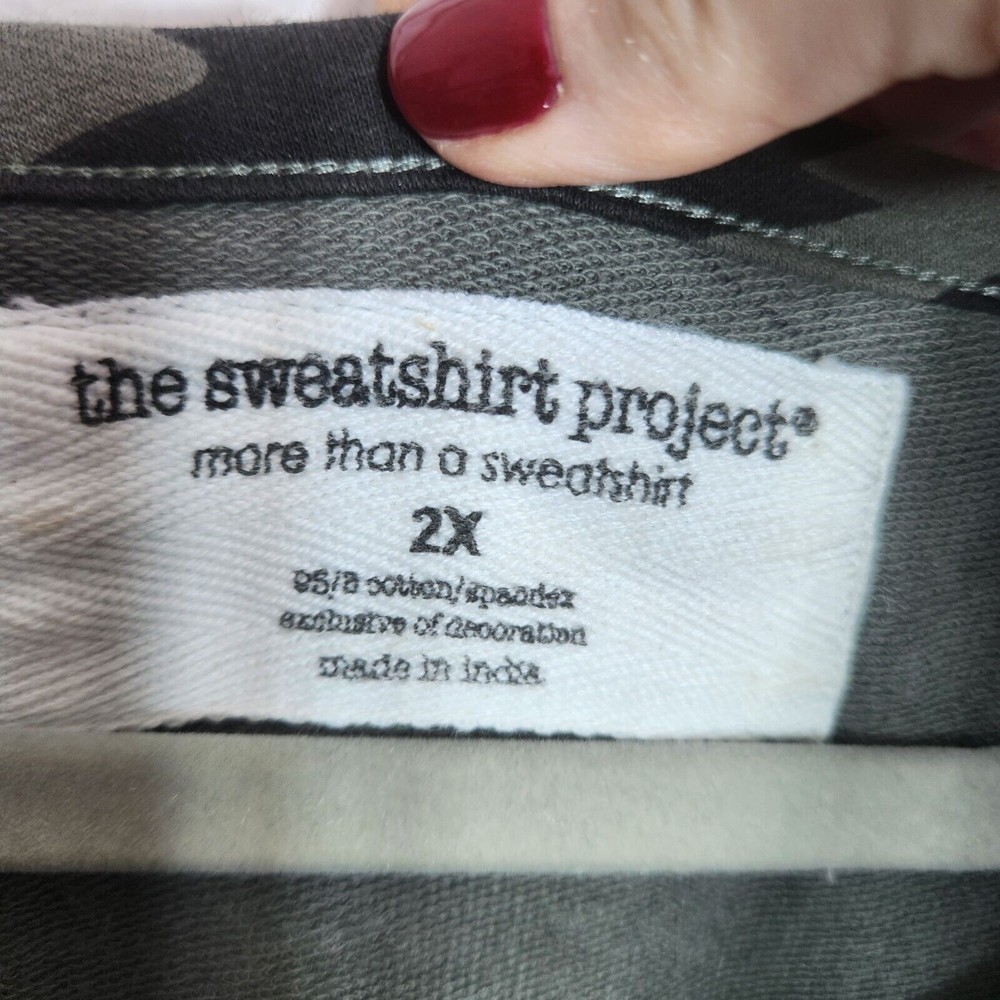 the sweatshirt project®
more than a sweatshirt
2X
95/5 cotton/spandex
exclusive of decoration
made in india